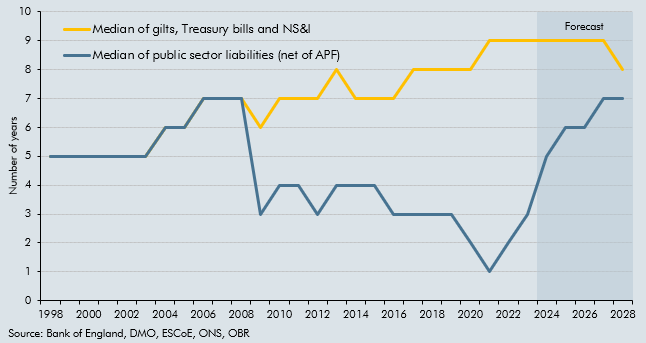 10
9
8
7
6
5
4
3
2
1
0
Number of years
Median of gilts, Treasury bills and NS&I
Median of public sector liabilities (net of APF)
Forecast
1998 2000 2002 2004 2006 2008 2010 2012 2014 2016 2018 2020 2022 2024 2026 2028
Source: Bank of England, DMO, ESCoE, ONS, OBR